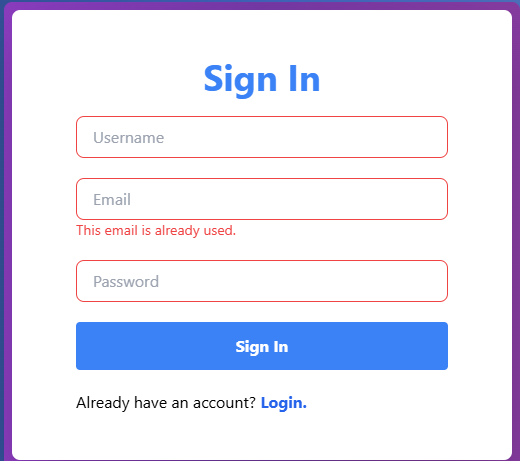 Sign In
Username
Email
This email is already used.
Password
Sign In
Already have an account? Login.